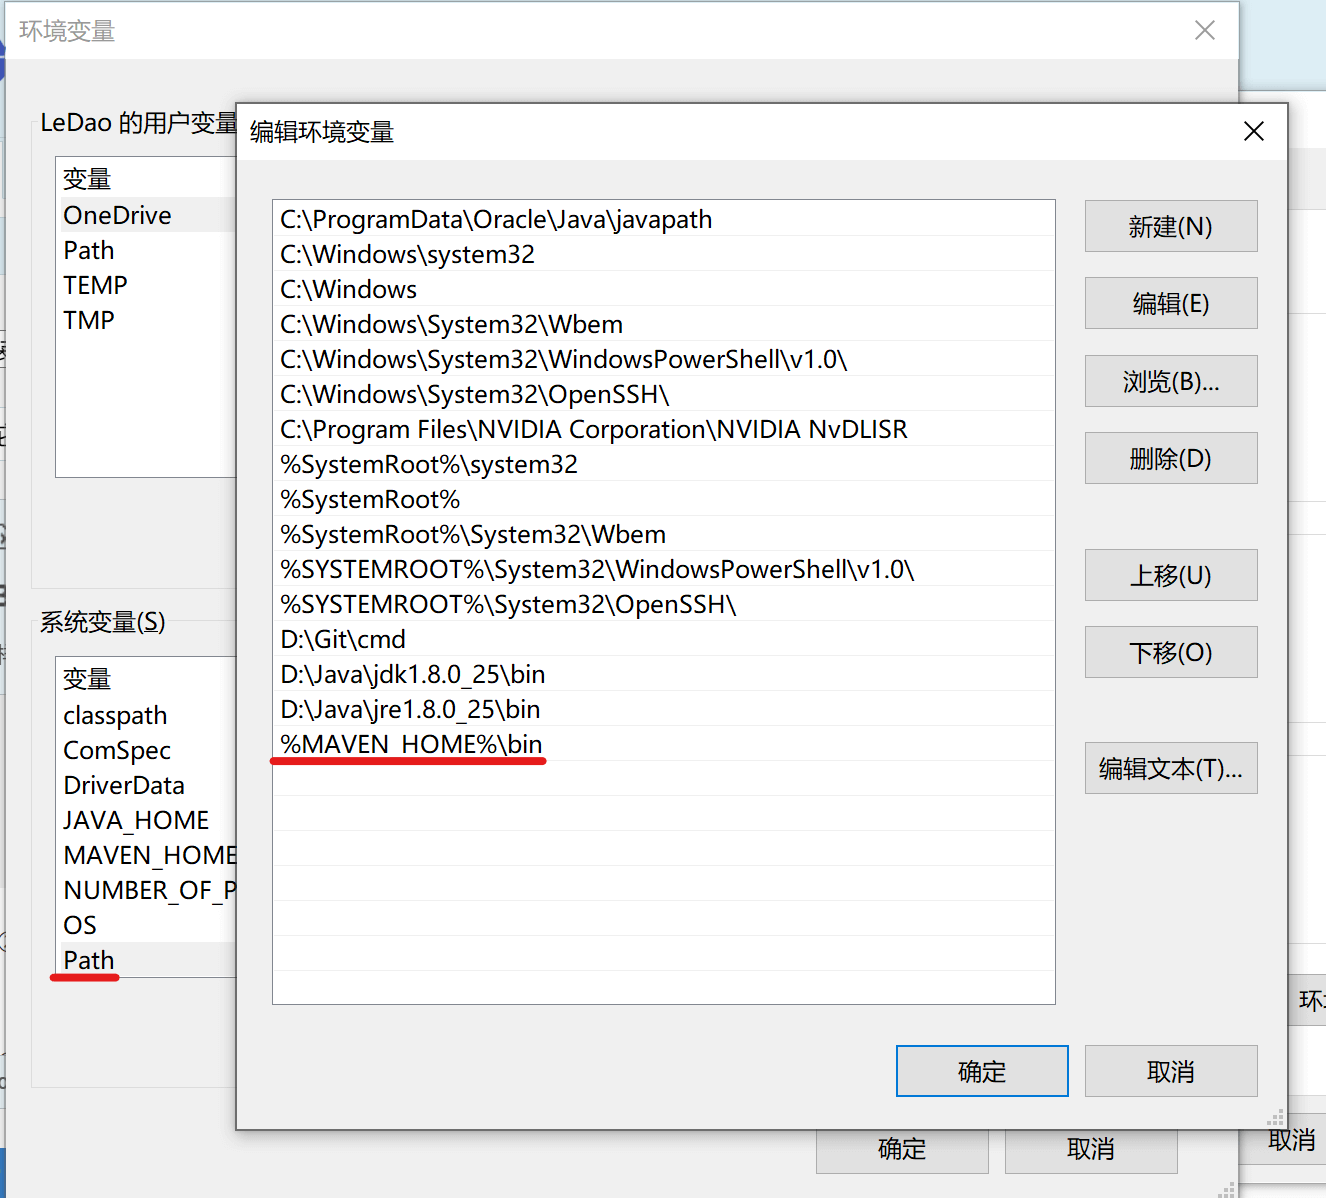 环境变量
LeDao 的用户变量
变量
OneDrive
Path
TEMP
TMP
系统变量(S)
变量
classpath
ComSpec
DriverData
JAVA_HOME
MAVEN_HOME
NUMBER_OF_P
OS
Path
编辑环境变量
C:\ProgramData\Oracle\Java\javapath
C:\Windows\system32
C:\Windows
C:\Windows\System32\Wbem
C:\Windows\System32\WindowsPowerShell\v1.0\
C:\Windows\System32\OpenSSH\
C:\Program Files\NVIDIA Corporation\NVIDIA NvDLISR
%SystemRoot%\system32
%SystemRoot%
%SystemRoot%\System32\Wbem
%SYSTEMROOT%\System32\WindowsPowerShell\v1.0\
%SYSTEMROOT%\System32\OpenSSH\
D:\Git\cmd
D:\Java\jdk1.8.0_25\bin
D:\Java\jre1.8.0_25\bin
%MAVEN_HOME%\bin
新建(N)
编辑(E)
浏览(B)...
删除(D)
上移(U)
下移(O)
编辑文本(T)...
确定
取消
确定
取消
环
取消